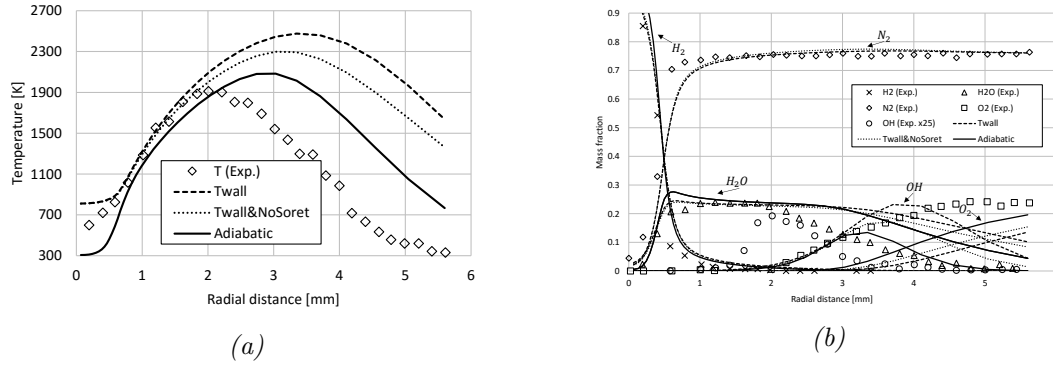 2700
2300
1900
1500
1100
700
300
Temperature [K]
T (Exp.)
Twall
Twall&NoSoret
Adiabatic
0 1 2 3 4 5 6
Radial distance [mm]
(a)
0.9
0.8
0.7
0.6
0.5
0.4
0.3
0.2
0.1
0
Mass fraction
H₂
N₂
H2 (Exp.) H2O (Exp.)
N2 (Exp.) O2 (Exp.)
OH (Exp. x25) Twall
Twall&NoSoret Adiabatic
H₂O
OH
O₂
0 1 2 3 4 5
Radial distance [mm]
(b)